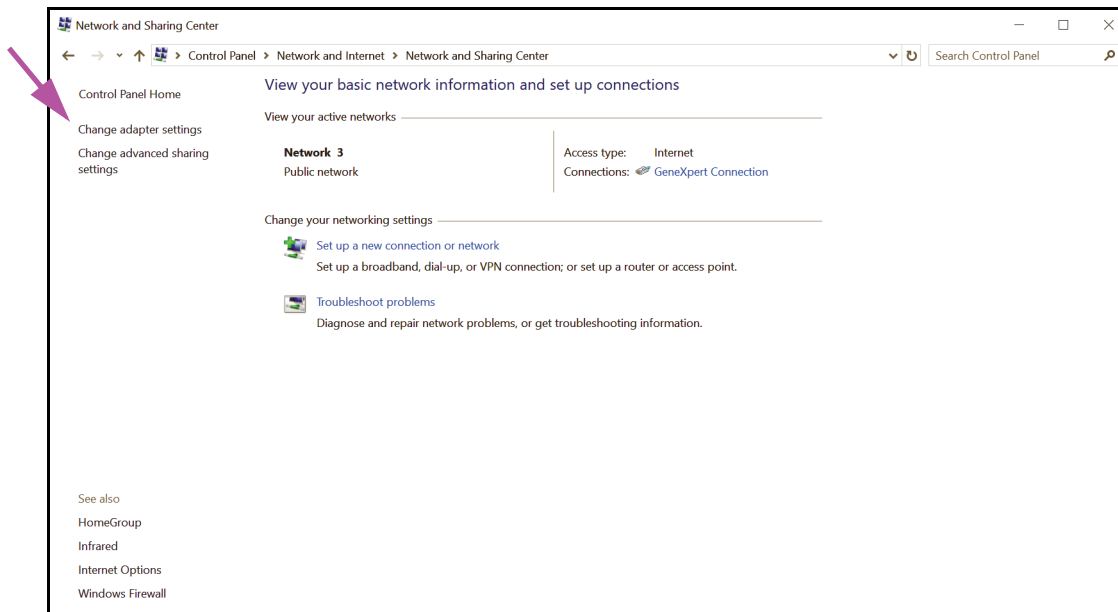 Network and Sharing Center
Control Panel > Network and Internet > Network and Sharing Center
Search Control Panel
Control Panel Home
Change adapter settings
Change advanced sharing
settings
View your basic network information and set up connections
View your active networks
Network 3
Public network
Access type: Internet
Connections: GeneXpert Connection
Change your networking settings
Set up a new connection or network
Set up a broadband, dial-up, or VPN connection; or set up a router or access point.
Troubleshoot problems
Diagnose and repair network problems, or get troubleshooting information.
See also
HomeGroup
Infrared
Internet Options
Windows Firewall